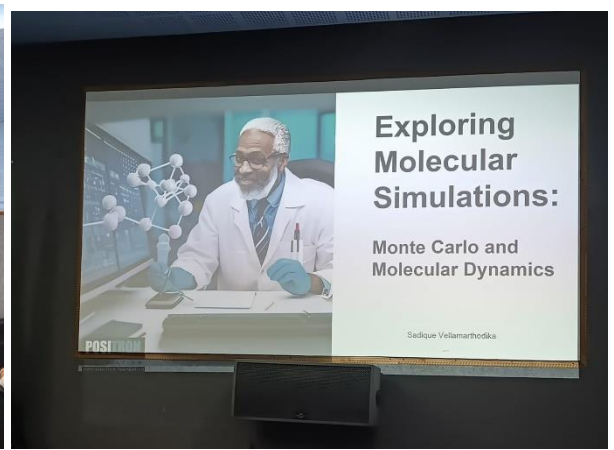 Exploring
Molecular
Simulations:
Monte Carlo and
Molecular Dynamics
Sadique Vellamarthodika
POSITRON